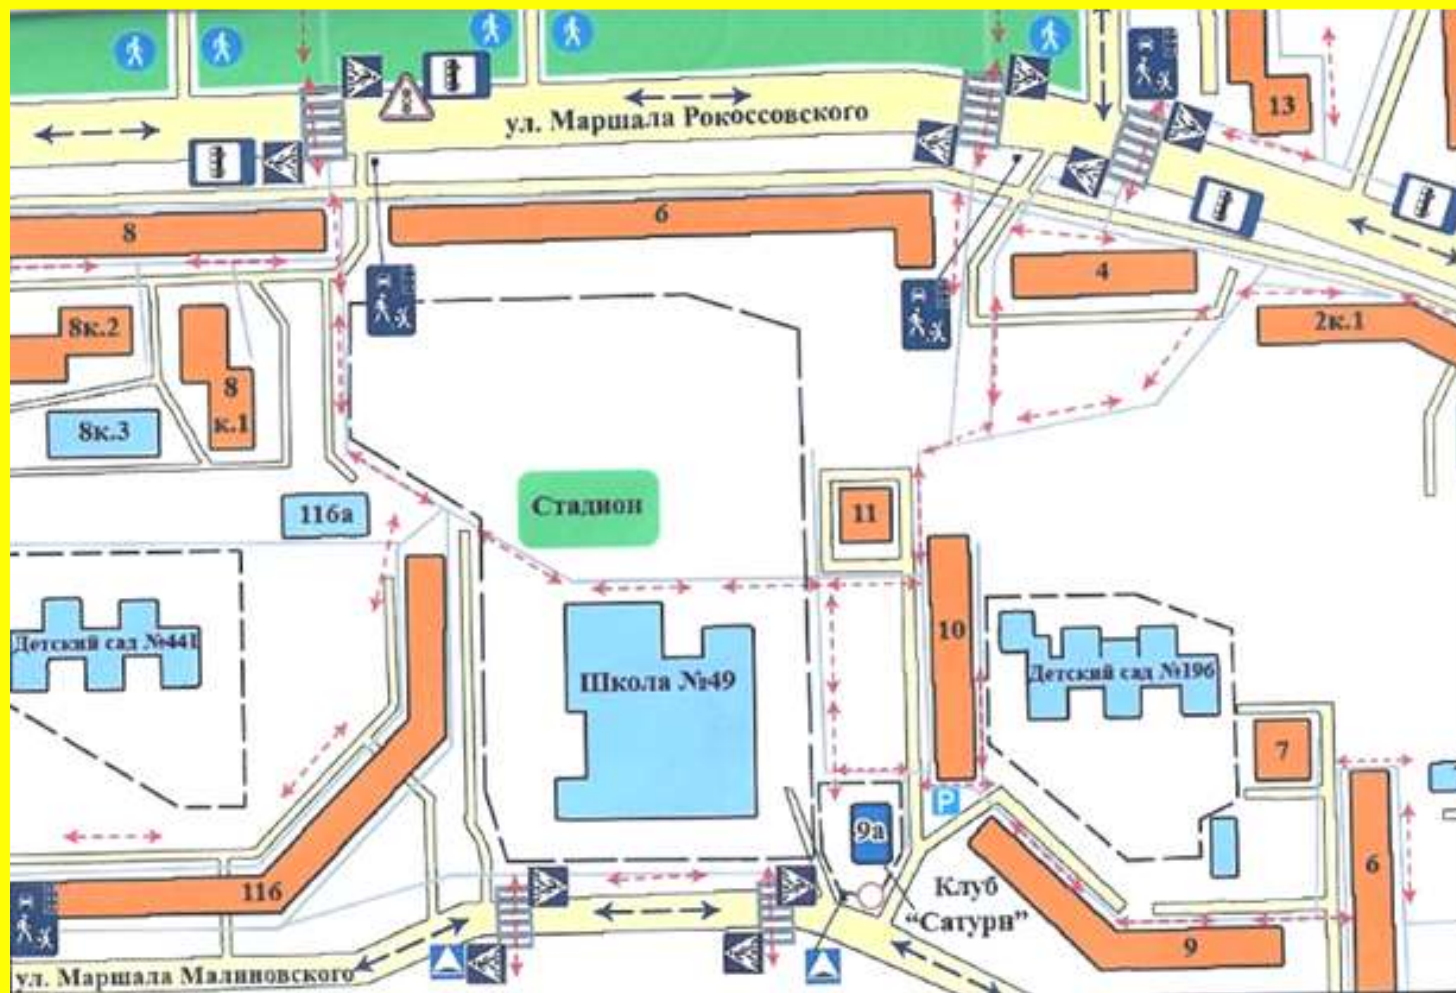 ул. Маршала Рокоссовского
13
8
6
4
2к.1
8к.2
8
к.1
8к.3
116а
Стадион
11
Детский сад №441
Школа №49
10
Детский сад №196
7
P
9а
116
Клуб
“Сатурн”
6
9
ул. Маршала Малиновского